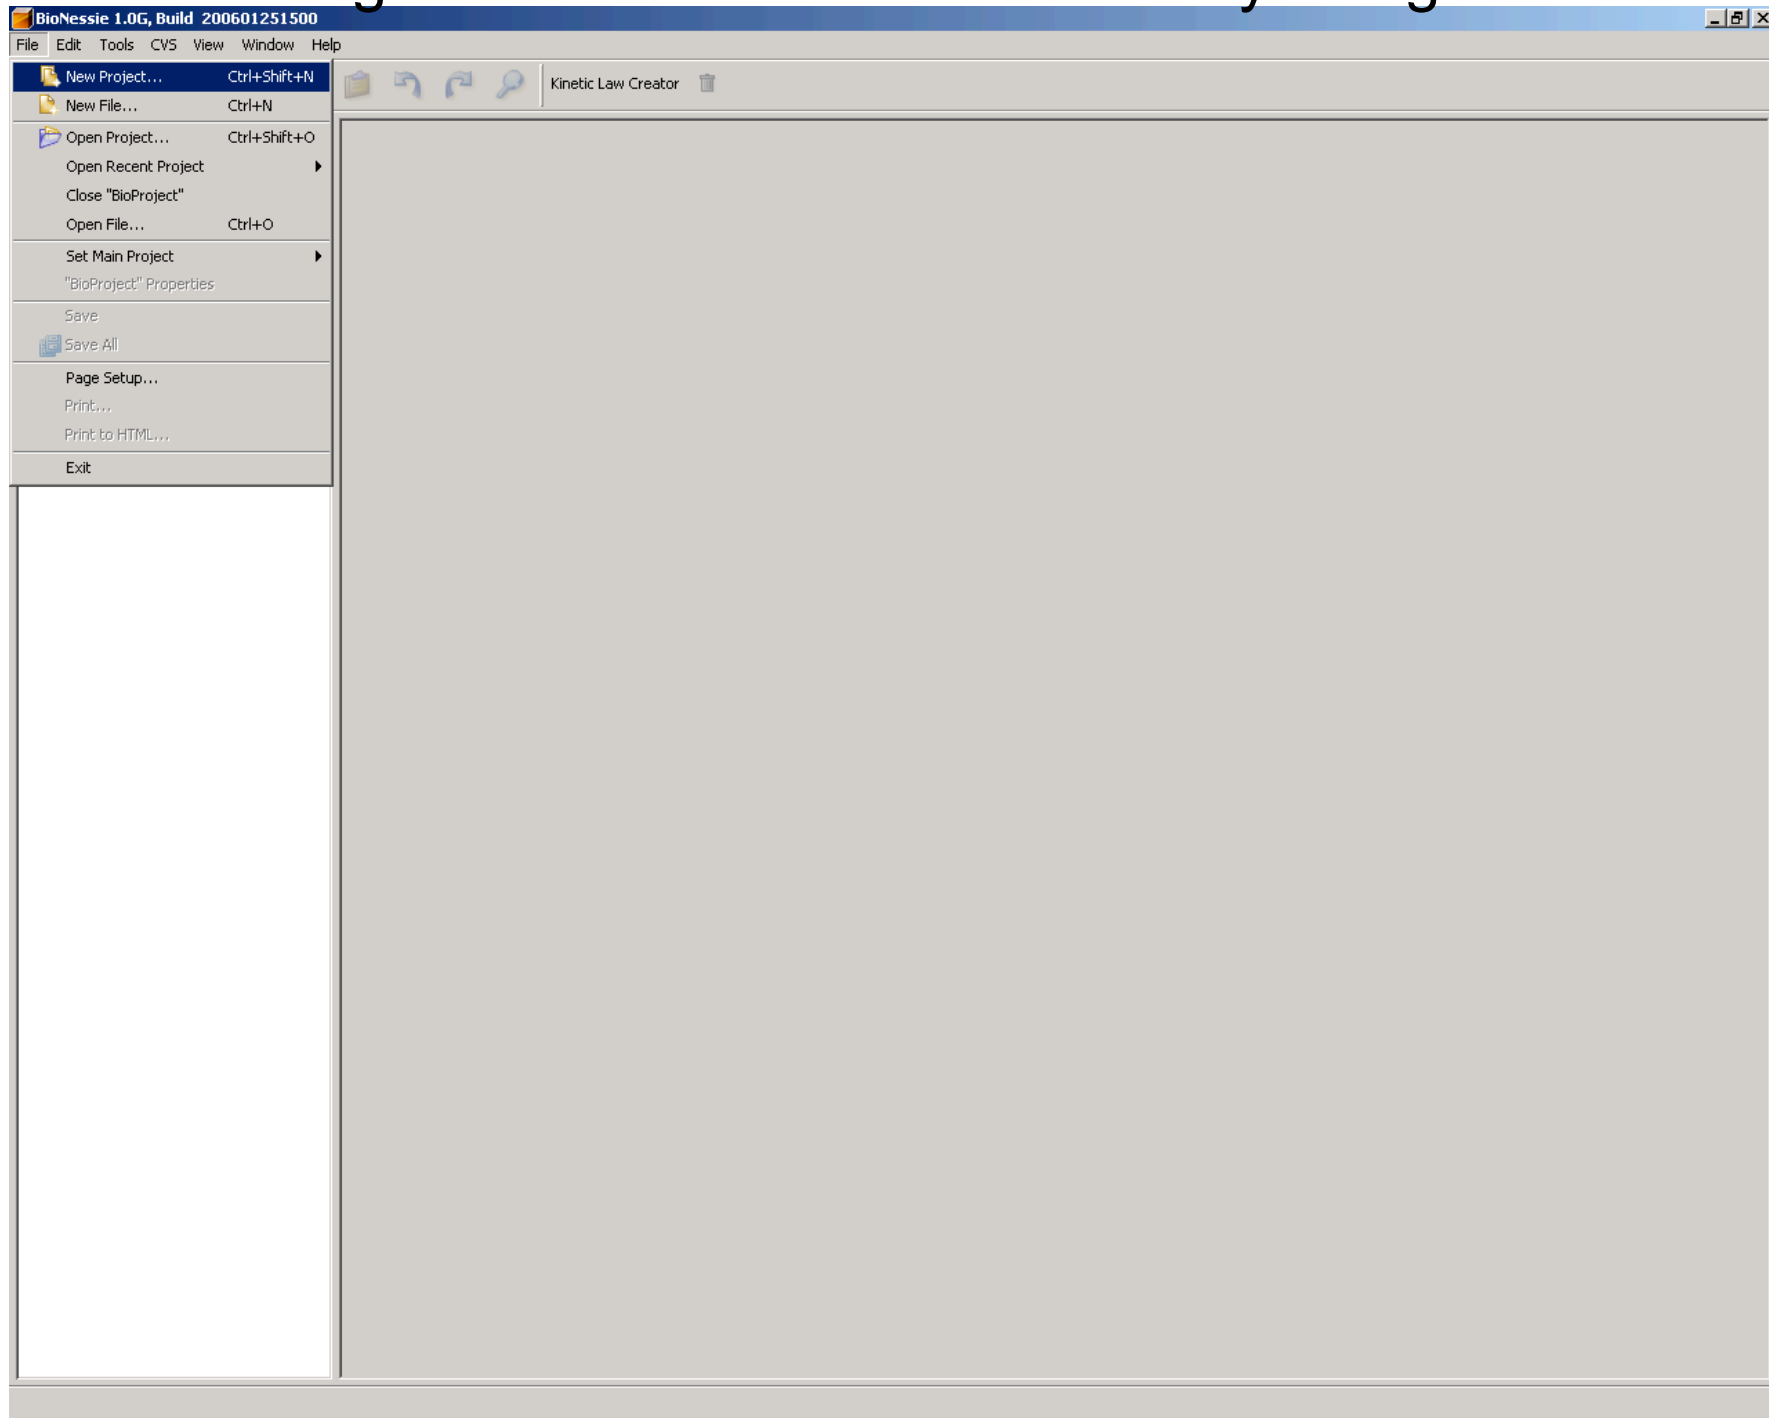 BioNessie 1.0G, Build 200601251500
File Edit Tools CVS View Window Help
New Project... Ctrl+Shift+N
New File... Ctrl+N
Kinetic Law Creator
Open Project... Ctrl+Shift+O
Open Recent Project
Close "BioProject"
Open File... Ctrl+O
Set Main Project
"BioProject" Properties
Save
Save All
Page Setup...
Print...
Print to HTML...
Exit